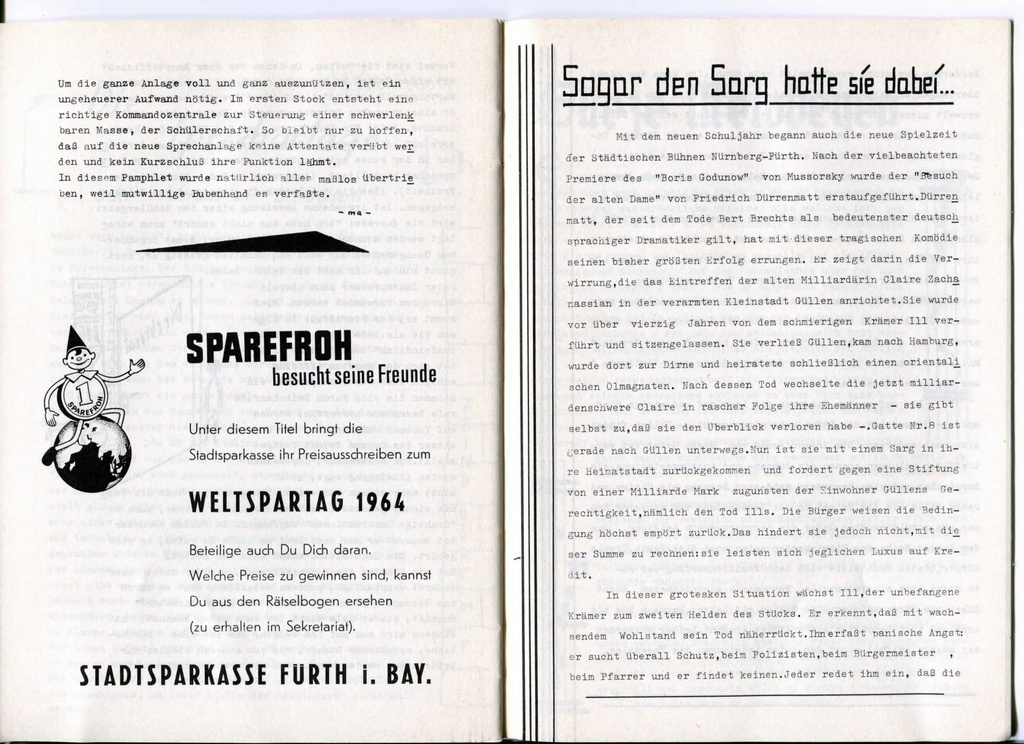 Um die ganze Anlage voll und ganz auszunützen, ist ein
ungeheuerer Aufwand nötig. Im ersten Stock entsteht eine
richtige Kommandozentrale zur Steuerung einer schwerlenk
baren Masse, der Schülerschaft. So bleibt nur zu hoffen,
daß auf die neue Sprechanlage keine Attentate verübt wer
den und kein Kurzschluß ihre Funktion lähmt.
In diesem Pamphlet wurde natürlich alles maßlos übertrie
ben, weil mutwillige Bubenhand es verfaßte.
- ma -
SPAREFROH
besucht seine Freunde
1
SPAREFROH
Unter diesem Titel bringt die
Stadtsparkasse ihr Preisausschreiben zum
WELTSPARTAG 1964
Beteilige auch Du Dich daran.
Welche Preise zu gewinnen sind, kannst
Du aus den Rätselbogen ersehen
(zu erhalten im Sekretariat).
STADTSPARKASSE FÜRTH i. BAY.
Sogar den Sarg hatte sie dabei...
Mit dem neuen Schuljahr begann auch die neue Spielzeit
der Städtischen Bühnen Nürnberg-Fürth. Nach der vielbeachteten
Premiere des "Boris Godunow" von Mussorsky wurde der "Besuch
der alten Dame" von Friedrich Dürrenmatt erstaufgeführt.Dürren
matt, der seit dem Tode Bert Brechts als bedeutenster deutsch
sprachiger Dramatiker gilt, hat mit dieser tragischen Komödie
seinen bisher größten Erfolg errungen. Er zeigt darin die Ver-
wirrung,die das Eintreffen der alten Milliardärin Claire Zacha
nassian in der verarmten Kleinstadt Güllen anrichtet.Sie wurde
vor über vierzig Jahren von dem schmierigen Krämer Ill ver-
führt und sitzengelassen. Sie verließ Güllen,kam nach Hamburg,
wurde dort zur Dirne und heiratete schließlich einen orientali
schen Ölmagnaten. Nach dessen Tod wechselte die jetzt milliar-
denschwere Claire in rascher Folge ihre Ehemänner - sie gibt
selbst zu,daß sie den Überblick verloren habe -.Gatte Nr.8 ist
gerade nach Güllen unterwegs.Nun ist sie mit einem Sarg in ih-
re Heimatstadt zurückgekommen und fordert gegen eine Stiftung
von einer Milliarde Mark zugunsten der Einwohner Güllens Ge-
rechtigkeit,nämlich den Tod Ills. Die Bürger weisen die Bedin-
gung höchst empört zurück.Das hindert sie jedoch nicht,mit die
ser Summe zu rechnen:sie leisten sich jeglichen Luxus auf Kre-
dit.
In dieser grotesken Situation wächst Ill,der unbefangene
Krämer zum zweiten Helden des Stücks. Er erkennt,daß mit wach-
sendem Wohlstand sein Tod näherrückt.Ihn erfaßt panische Angst:
er sucht überall Schutz,beim Polizisten,beim Bürgermeister ,
beim Pfarrer und er findet keinen.Jeder redet ihm ein, daß die